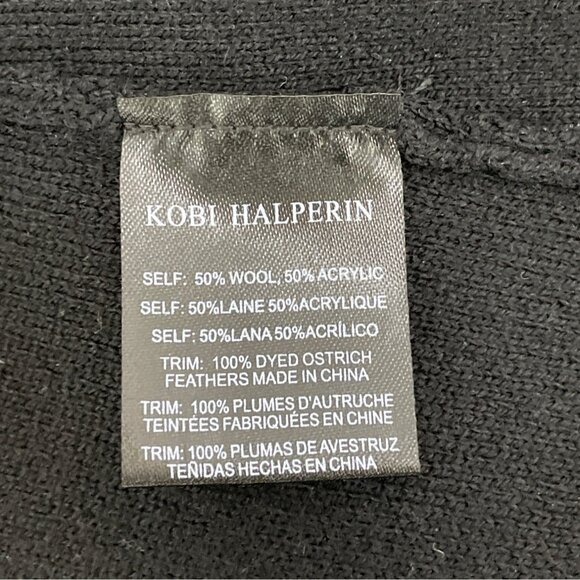 KOBI HALPERIN
SELF: 50% WOOL, 50% ACRYLIC
SELF: 50%LAINE 50%ACRYLIQUE
SELF: 50%LANA 50%ACRÍLICO
TRIM: 100% DYED OSTRICH
FEATHERS MADE IN CHINA
TRIM: 100% PLUMES D'AUTRUCHE
TEINTÉES FABRIQUÉES EN CHINE
TRIM: 100% PLUMAS DE AVESTRUZ
TEÑIDAS HECHAS EN CHINA